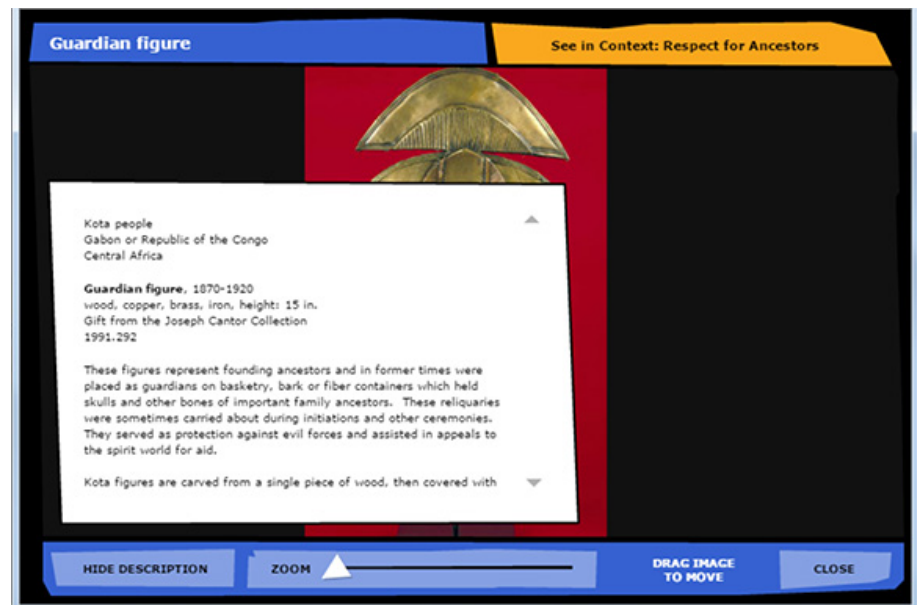 Guardian figure
See in Context: Respect for Ancestors
Kota people
Gabon or Republic of the Congo
Central Africa
Guardian figure, 1870-1920
wood, copper, brass, iron, height: 15 in.
Gift from the Joseph Cantor Collection
1991.292
These figures represent founding ancestors and in former times were
placed as guardians on basketry, bark or fiber containers which held
skulls and other bones of important family ancestors.  These reliquaries
were sometimes carried about during initiations and other ceremonies.
They served as protection against evil forces and assisted in appeals to
the spirit world for aid.
Kota figures are carved from a single piece of wood, then covered with
HIDE DESCRIPTION
ZOOM
DRAG IMAGE
TO MOVE
CLOSE